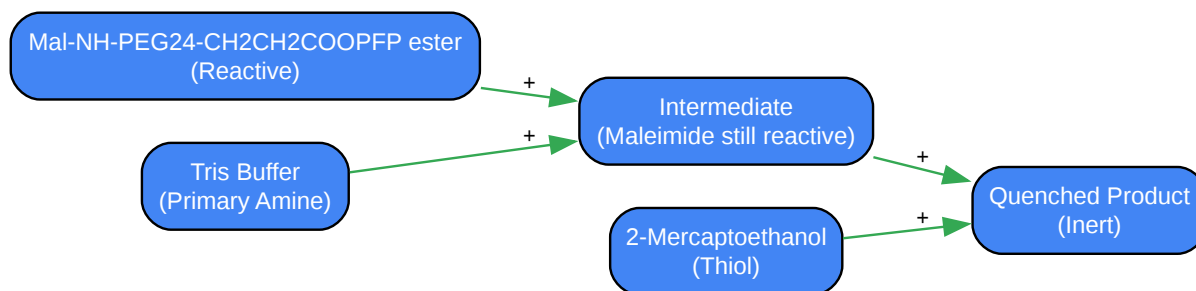 Mal-NH-PEG24-CH2CH2COOPFP ester
(Reactive)
+
Intermediate
(Maleimide still reactive)
+
Tris Buffer
(Primary Amine)
+
Quenched Product
(Inert)
2-Mercaptoethanol
(Thiol)
+